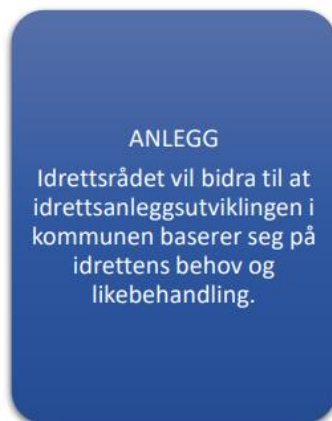 ANLEGG
Idrettsrådet vil bidra til at
idrettsanleggsutviklingen i
kommunen baserer seg på
idrettens behov og
likebehandling.